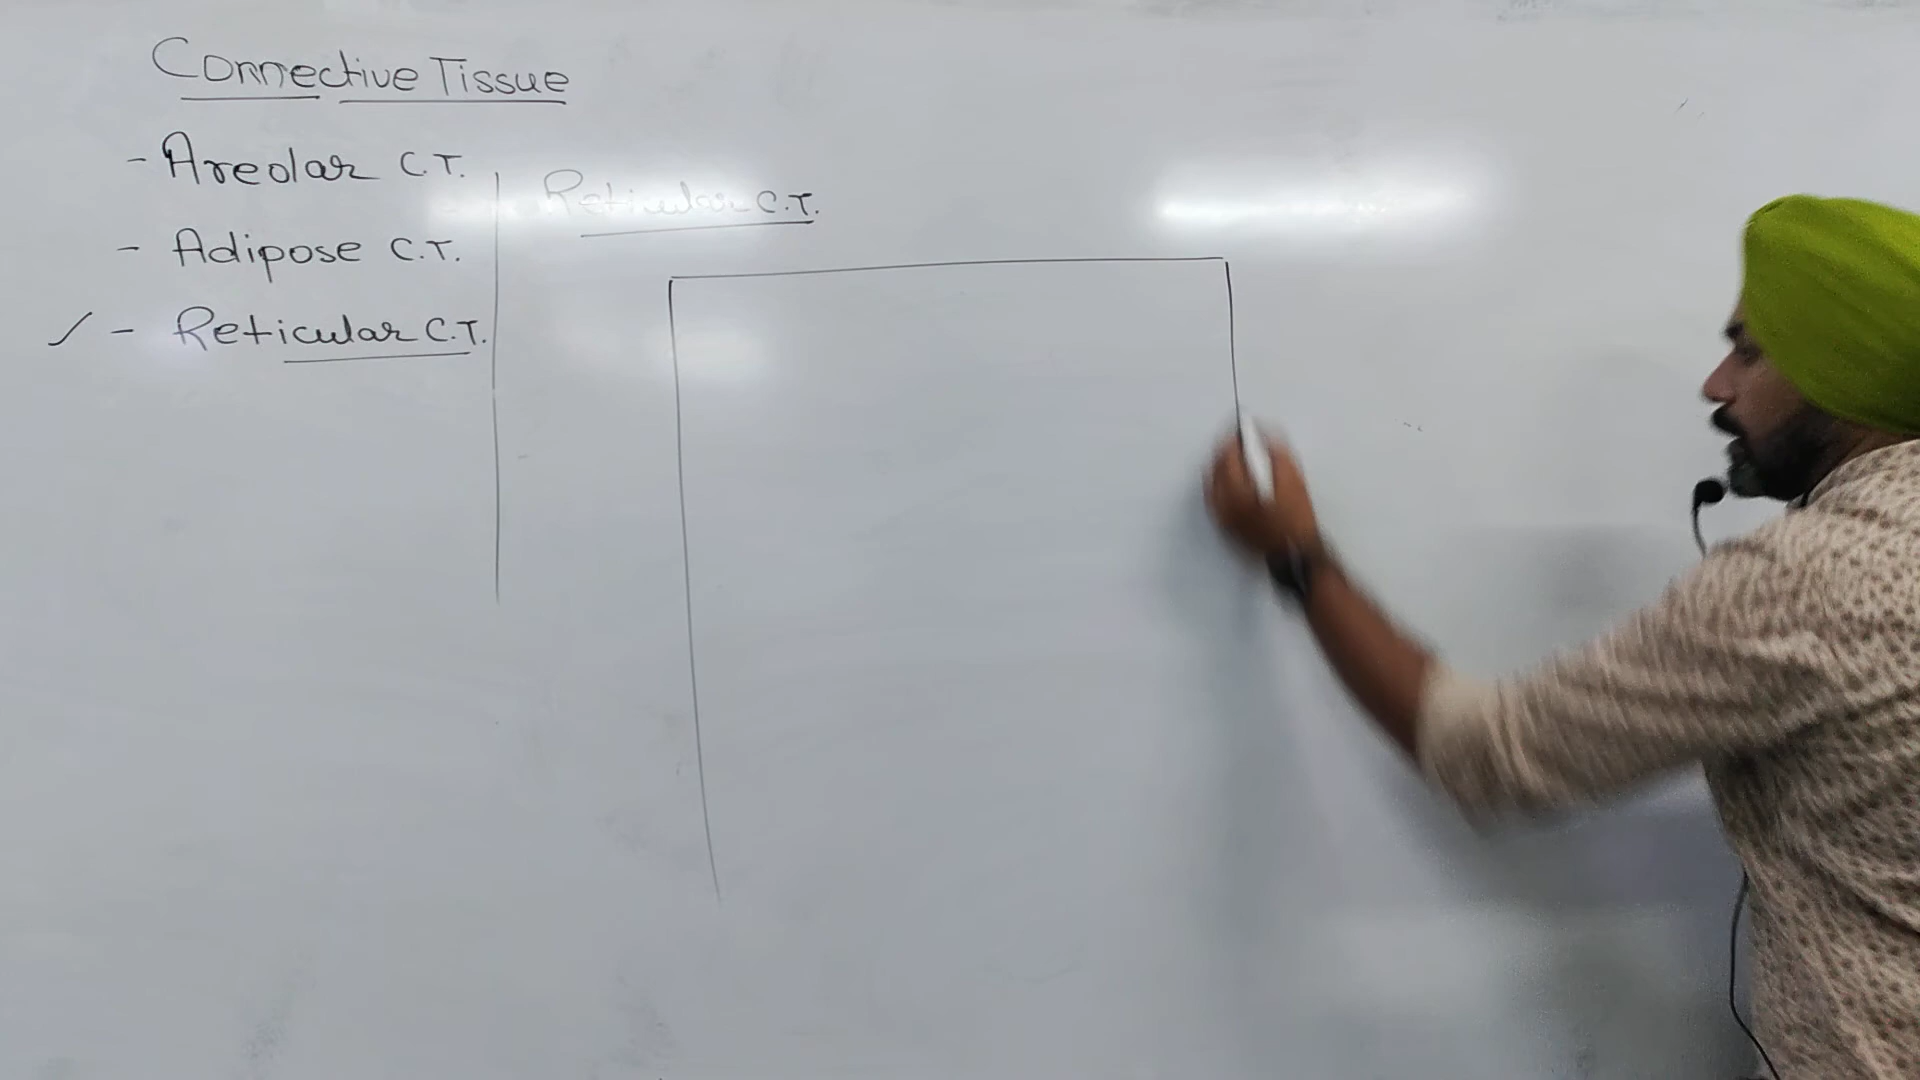 Connective Tissue
- Areolar C.T.
- Adipose C.T.
✓ - Reticular C.T.
Reticular C.T.